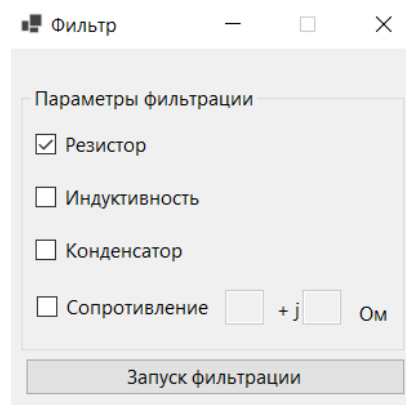 Фильтр
Параметры фильтрации
Резистор
Индуктивность
Конденсатор
Сопротивление + j Ом
Запуск фильтрации